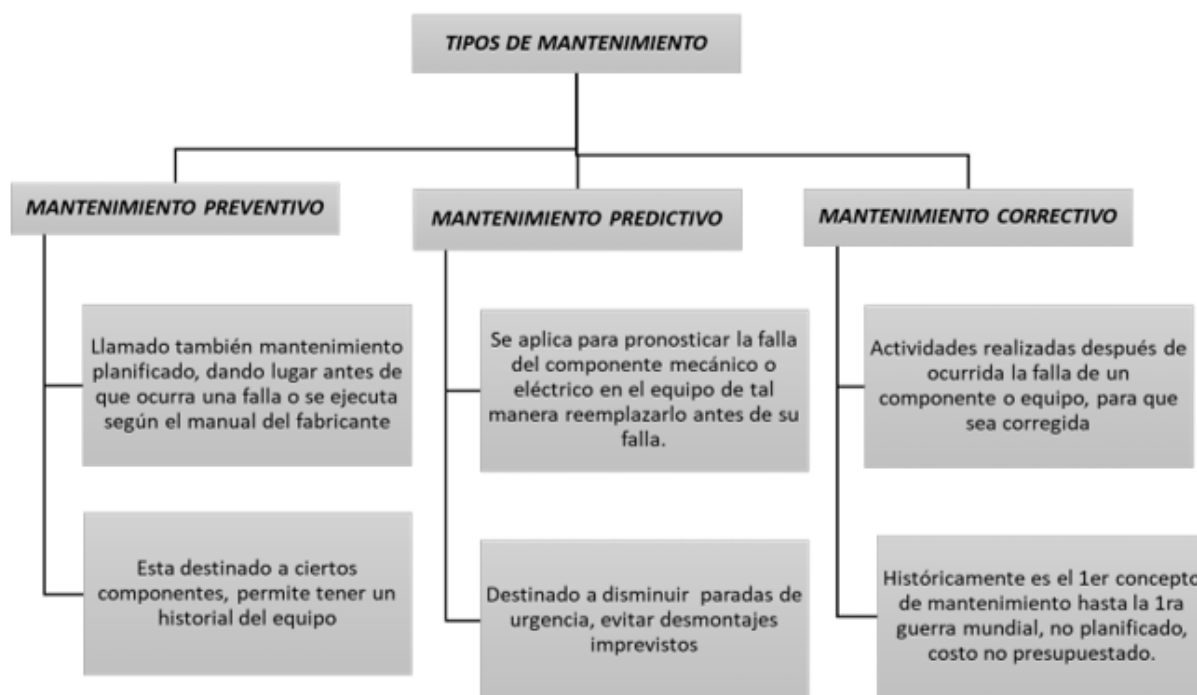 TIPOS DE MANTENIMIENTO
MANTENIMIENTO PREVENTIVO
Llamado también mantenimiento
planificado, dando lugar antes de
que ocurra una falla o se ejecuta
según el manual del fabricante
Esta destinado a ciertos
componentes, permite tener un
historial del equipo
MANTENIMIENTO PREDICTIVO
Se aplica para pronosticar la falla
del componente mecánico o
eléctrico en el equipo de tal
manera reemplazarlo antes de su
falla.
Destinado a disminuir paradas de
urgencia, evitar desmontajes
imprevistos
MANTENIMIENTO CORRECTIVO
Actividades realizadas después de
ocurrida la falla de un
componente o equipo, para que
sea corregida
Históricamente es el 1er concepto
de mantenimiento hasta la 1ra
guerra mundial, no planificado,
costo no presupuestado.